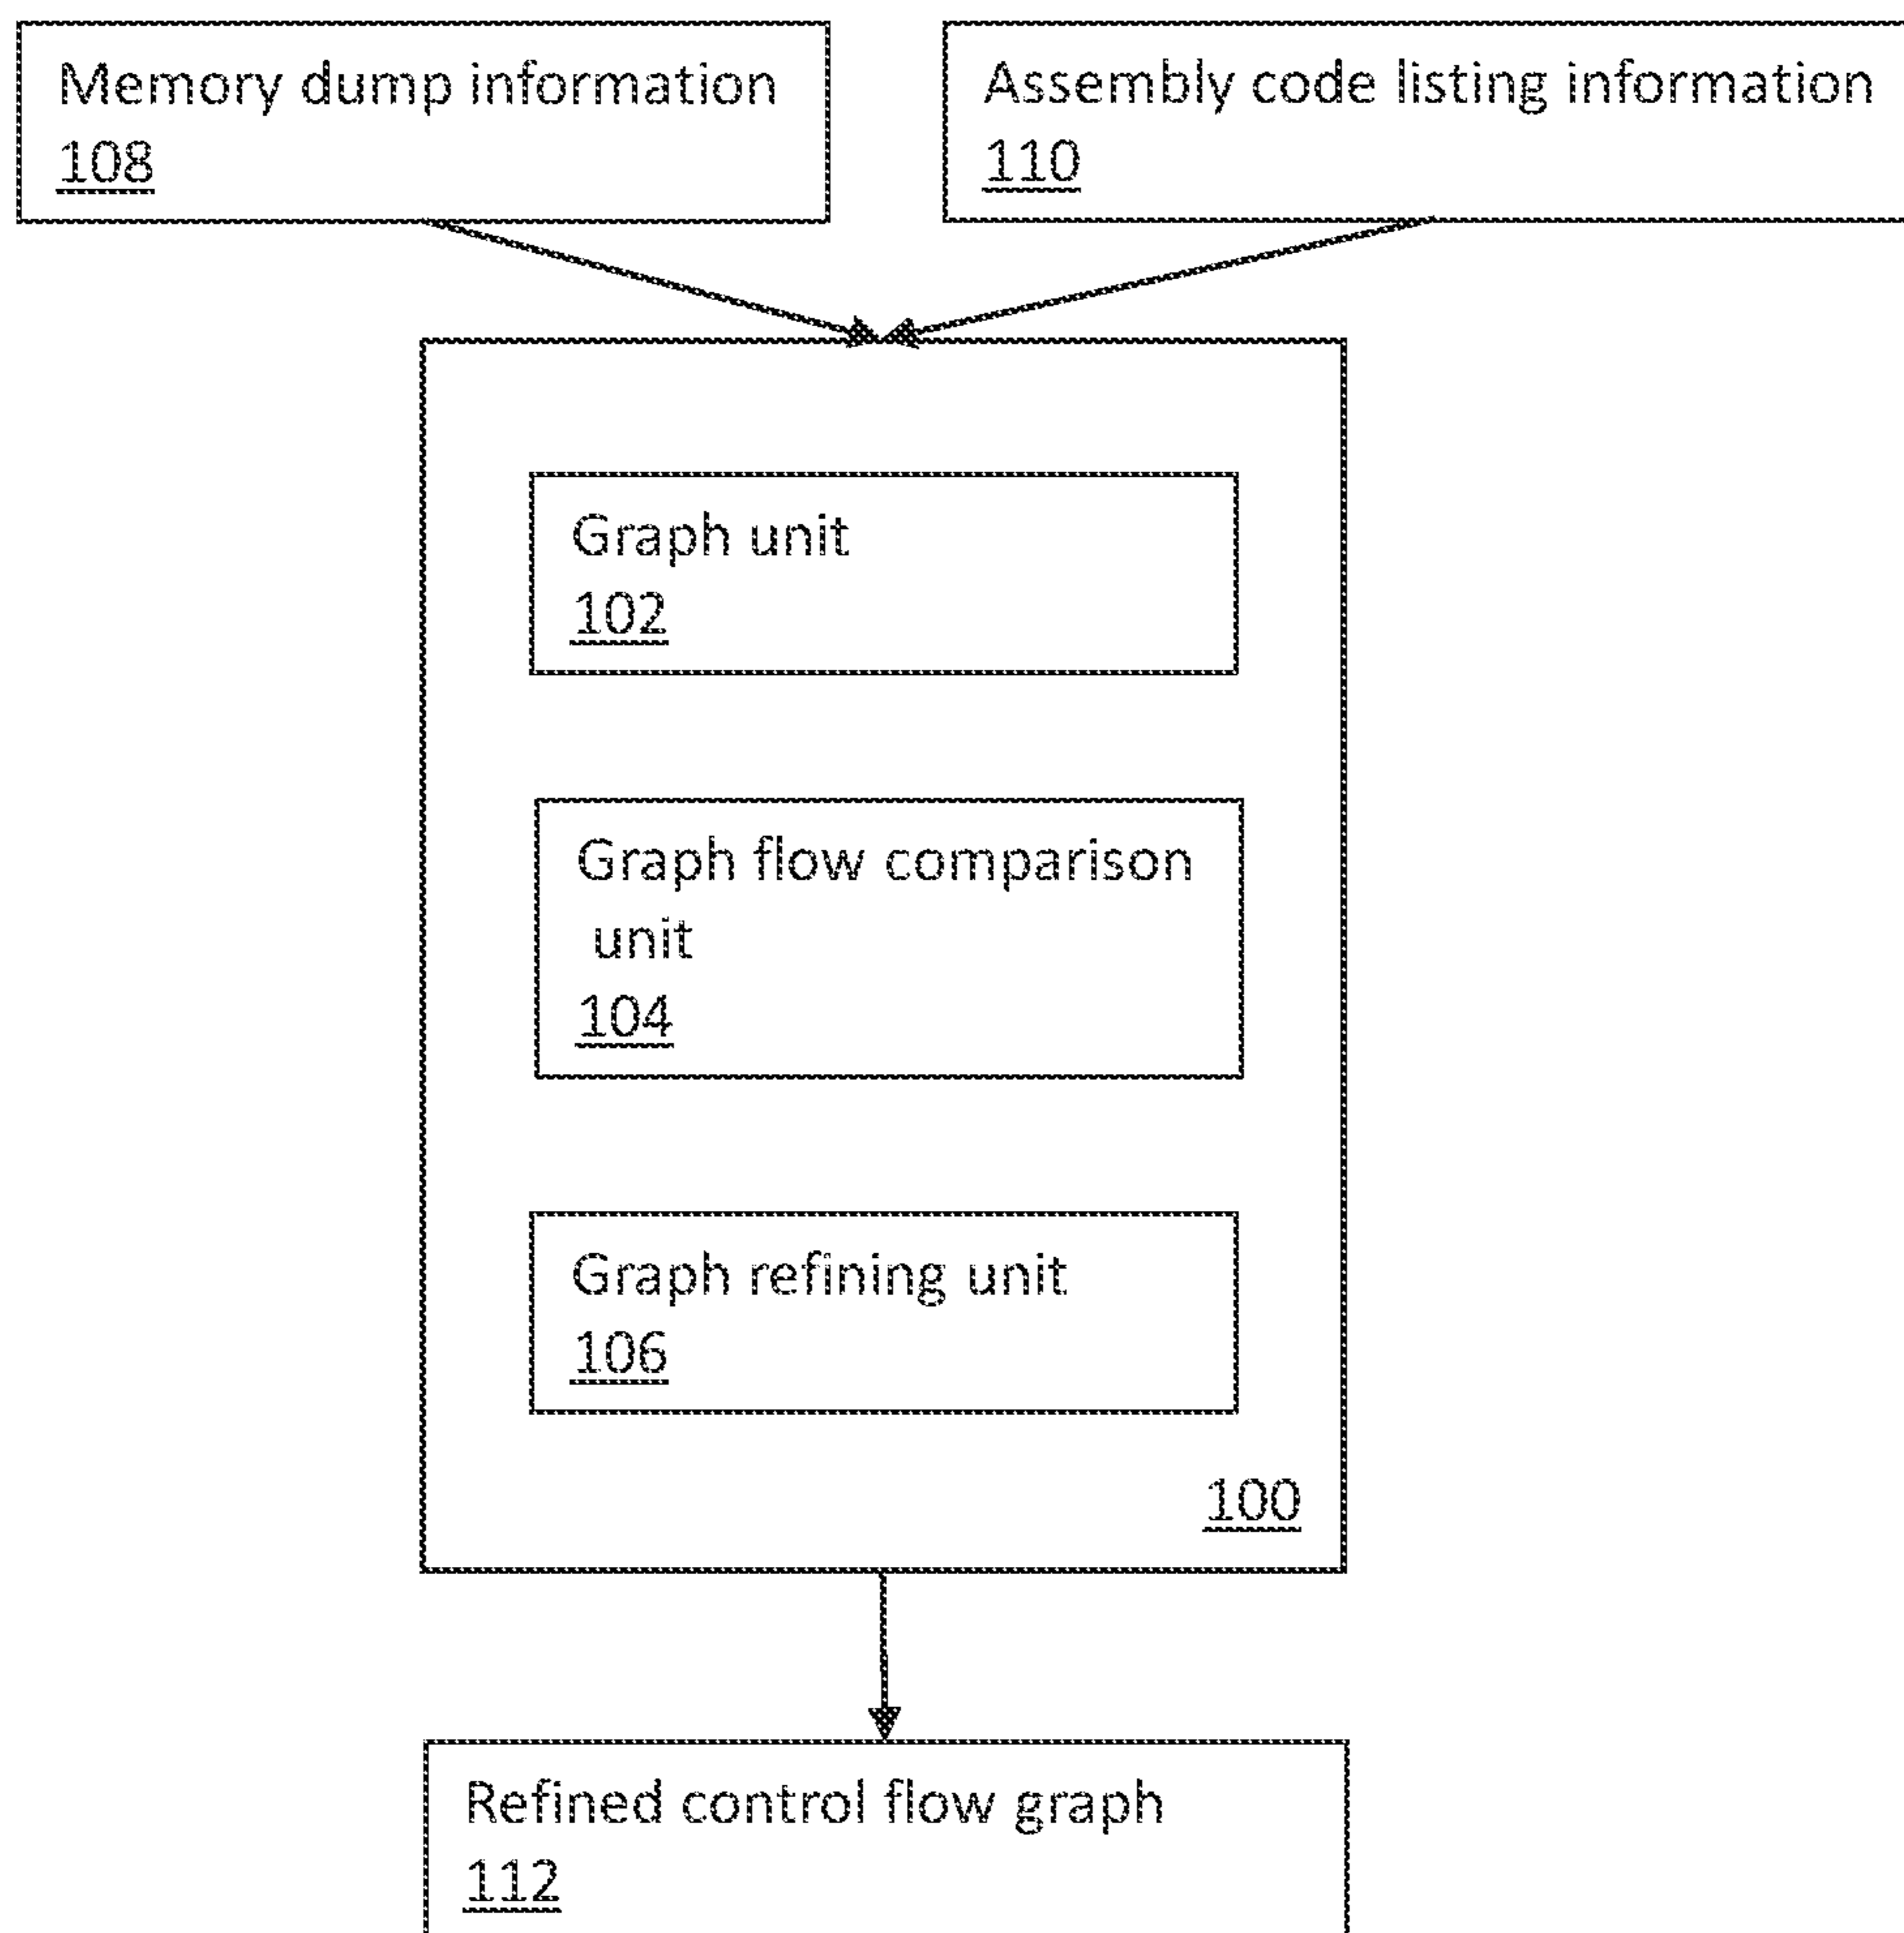 Memory dump information
108
Assembly code listing information
110
Graph unit
102
Graph flow comparison
unit
104
Graph refining unit
106
100
Refined control flow graph
112